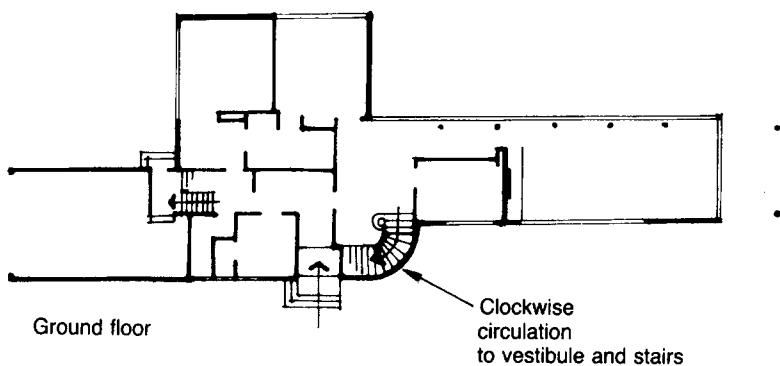 Ground floor
Clockwise
circulation
to vestibule and stairs